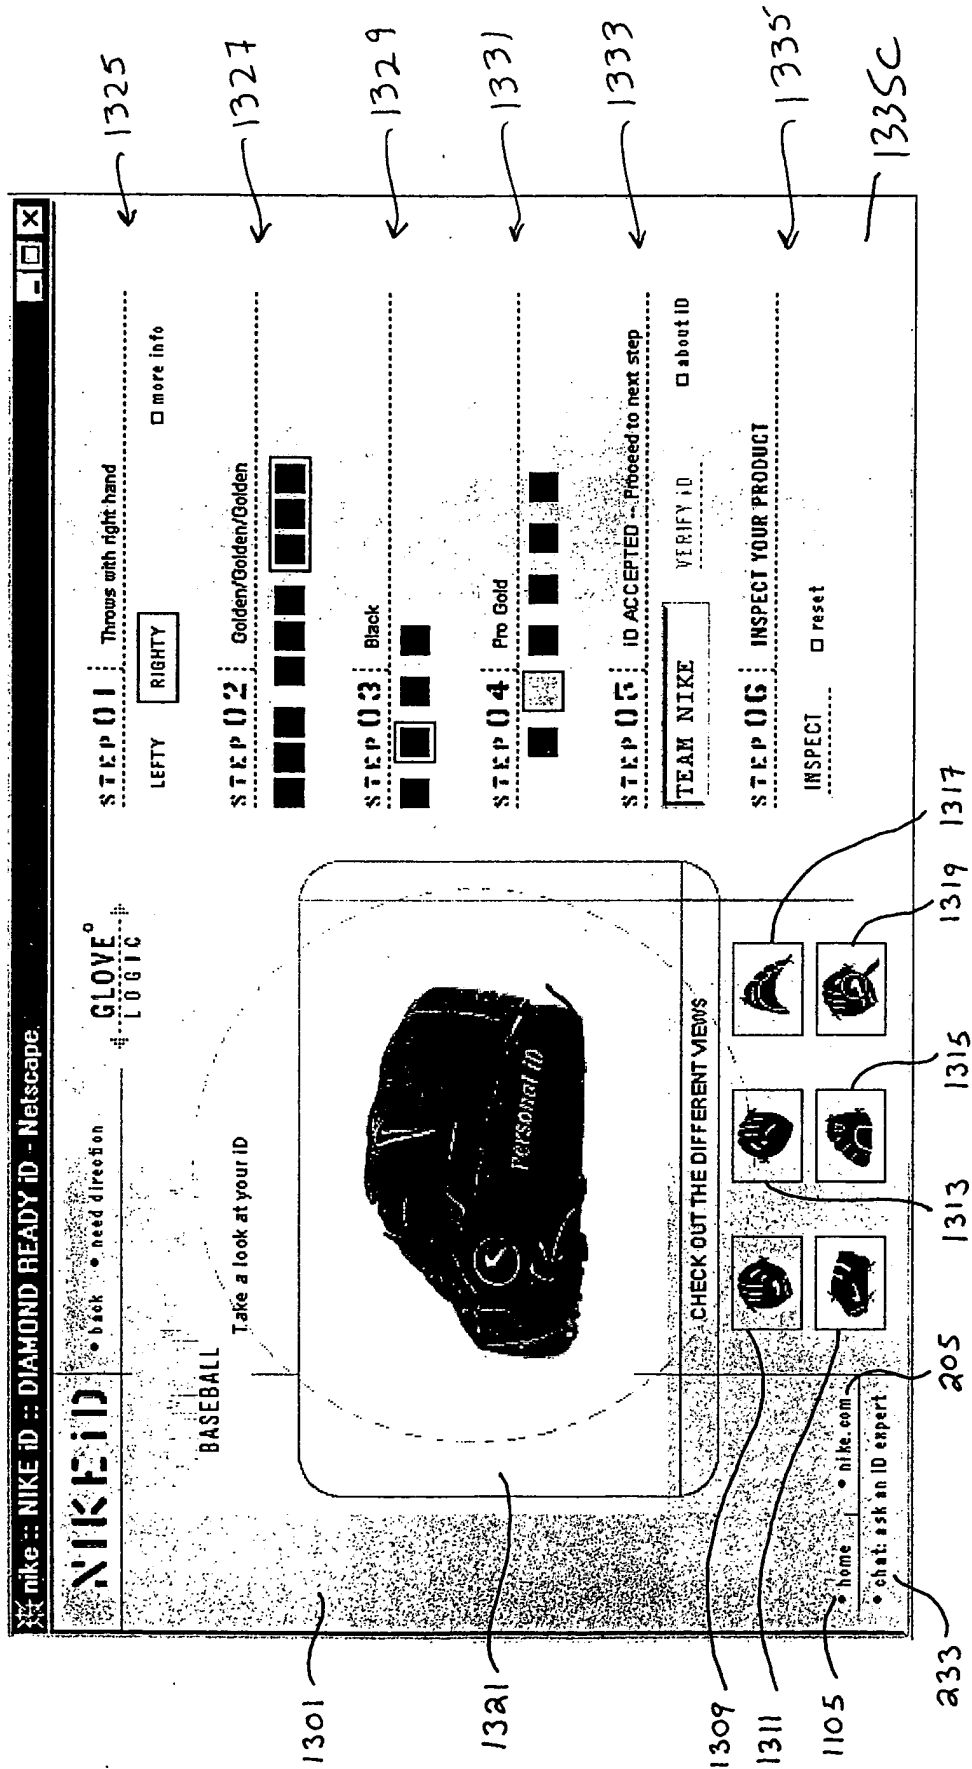 nike :: NIKE iD :: DIAMOND READY iD - Netscape
NIKEiD
• back • need direction
GLOVE°
LOGIC
BASEBALL
Take a look at your iD
Personal iD
CHECK OUT THE DIFFERENT VIEWS
• home • nike.com
• chat: ask an iD expert
STEP 01 Throws with right hand
LEFTY RIGHTY more info
STEP 02 Golden/Golden/Golden
STEP 03 Black
STEP 04 Pro Gold
STEP 05 iD ACCEPTED -- Proceed to next step
TEAM NIKE VERIFY iD about iD
STEP 06 INSPECT YOUR PRODUCT
INSPECT reset
1325
1327
1329
1331
1333
1335
1335C
1301
1321
1309
1311
1105
233
205
1313
1315
1319
1317